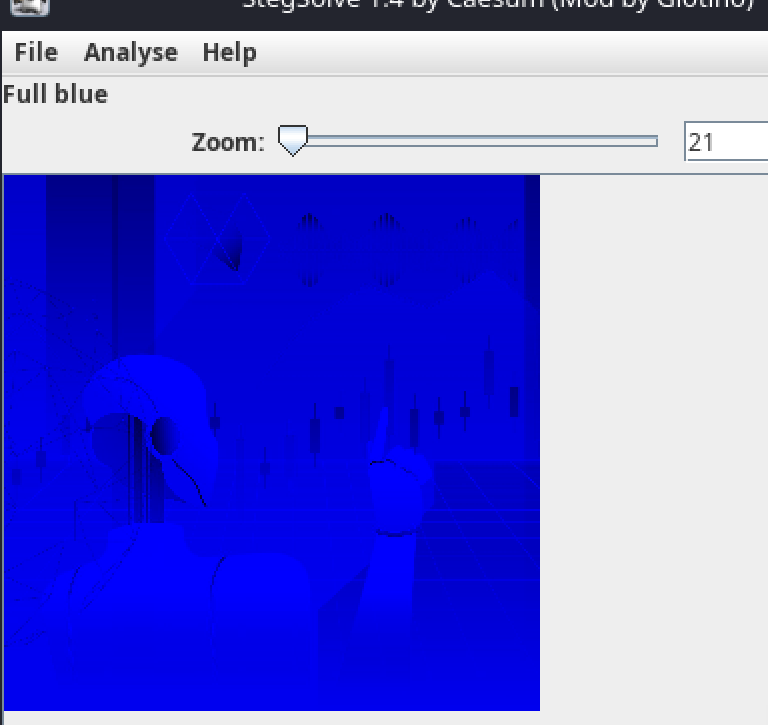 StegSolve 1.4 by Caesum (Mod by Giotino)
File Analyse Help
Full blue
Zoom: 21